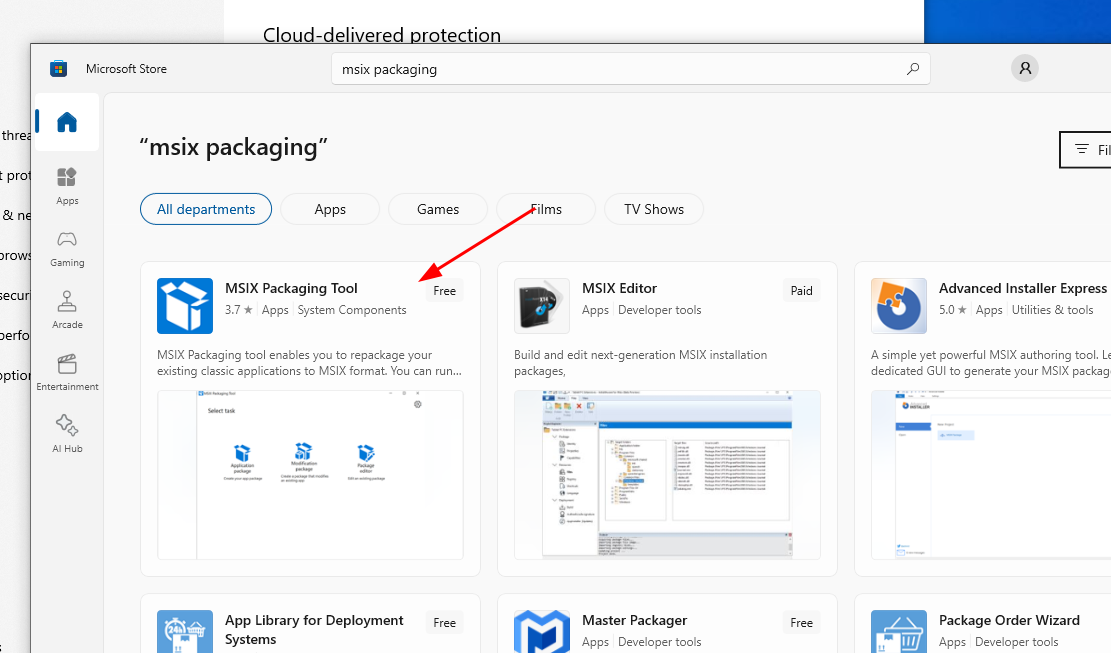 Cloud-delivered protection
Microsoft Store
msix packaging
threa
t prot
& ne
brows
securi
perfo
option
“msix packaging”
Fil
All departments
Apps
Games
Films
TV Shows
Apps
Gaming
Arcade
Entertainment
AI Hub
MSIX Packaging Tool
Free
3.7 ★ Apps System Components
MSIX Packaging tool enables you to repackage your
existing classic applications to MSIX format. You can run...
MSIX Packaging Tool
Select task
Application
package
Create your app package
Modification
package
Create a package that modifies
an existing app
Package
editor
Edit an existing package
MSIX Editor
Paid
Apps Developer tools
Build and edit next-generation MSIX installation
packages,
Advanced Installer Express
5.0 ★ Apps Utilities & tools
A simple yet powerful MSIX authoring tool. Le
dedicated GUI to generate your MSIX package
App Library for Deployment
Systems
Free
Master Packager
Free
Apps Developer tools
Package Order Wizard
Apps Developer tools